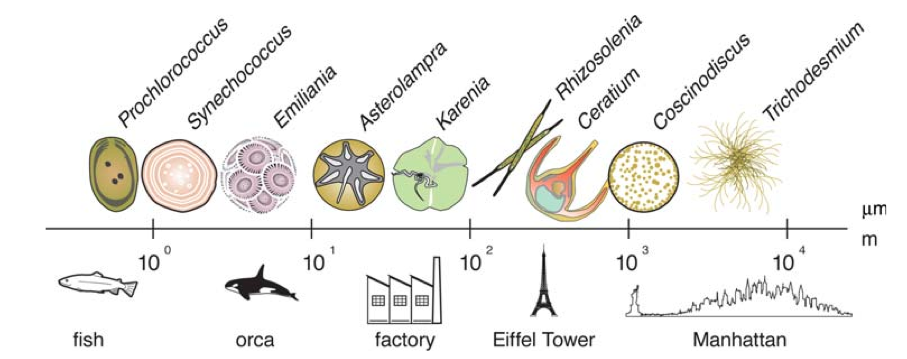 Prochlorococcus
Synechococcus
Emiliania
Asterolampra
Karenia
Rhizosolenia
Ceratium
Coscinodiscus
Trichodesmium
μm
m
10⁰
10¹
10²
10³
10⁴
fish
orca
factory
Eiffel Tower
Manhattan